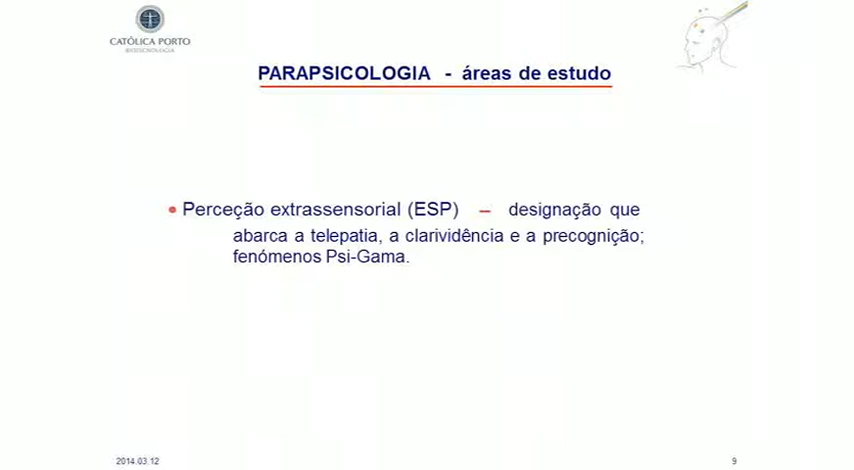 CATÓLICA PORTO
BIOTECNOLOGIA
PARAPSICOLOGIA - áreas de estudo
• Perceção extrassensorial (ESP) – designação que
abarca a telepatia, a clarividência e a precognição;
fenómenos Psi-Gama.
2014.03.12
9